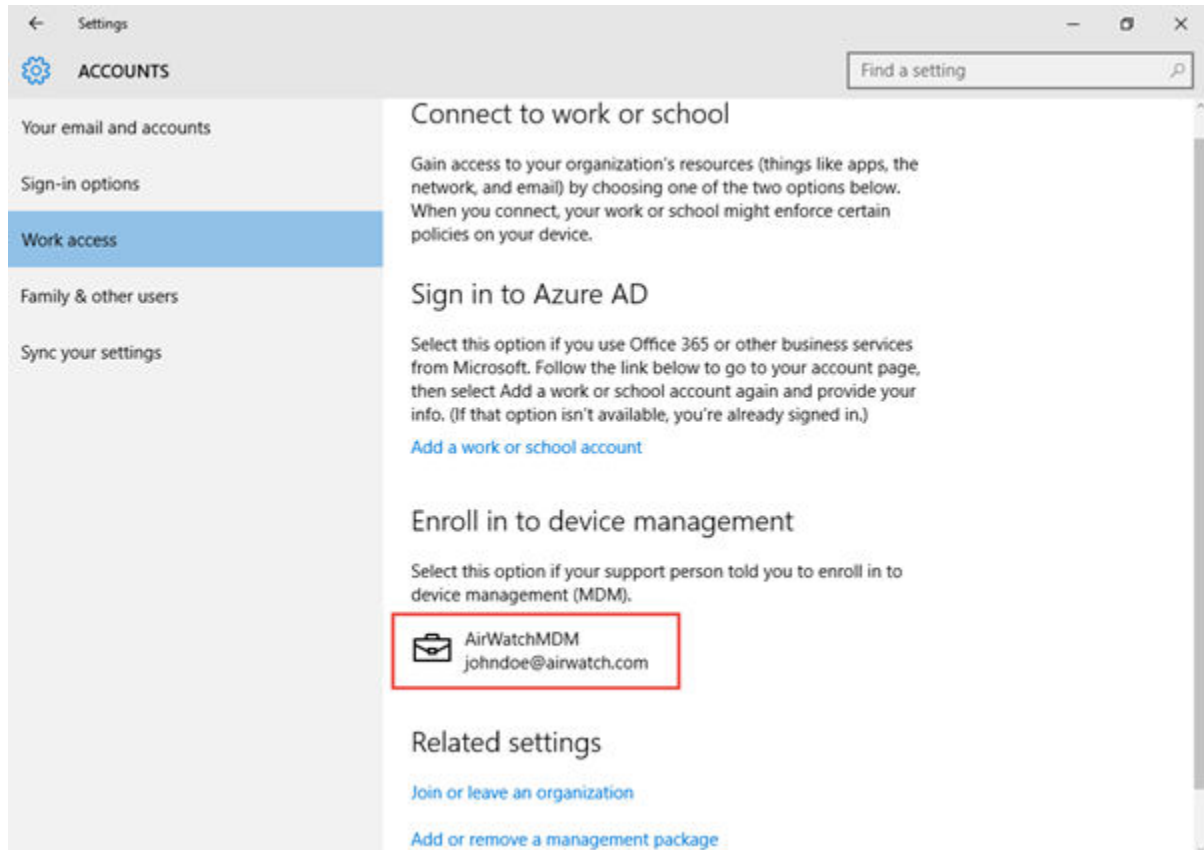 Settings
ACCOUNTS
Find a setting
Your email and accounts
Sign-in options
Work access
Family & other users
Sync your settings
Connect to work or school
Gain access to your organization's resources (things like apps, the
network, and email) by choosing one of the two options below.
When you connect, your work or school might enforce certain
policies on your device.
Sign in to Azure AD
Select this option if you use Office 365 or other business services
from Microsoft. Follow the link below to go to your account page,
then select Add a work or school account again and provide your
info. (If that option isn't available, you're already signed in.)
Add a work or school account
Enroll in to device management
Select this option if your support person told you to enroll in to
device management (MDM).
AirWatchMDM
johndoe@airwatch.com
Related settings
Join or leave an organization
Add or remove a management package